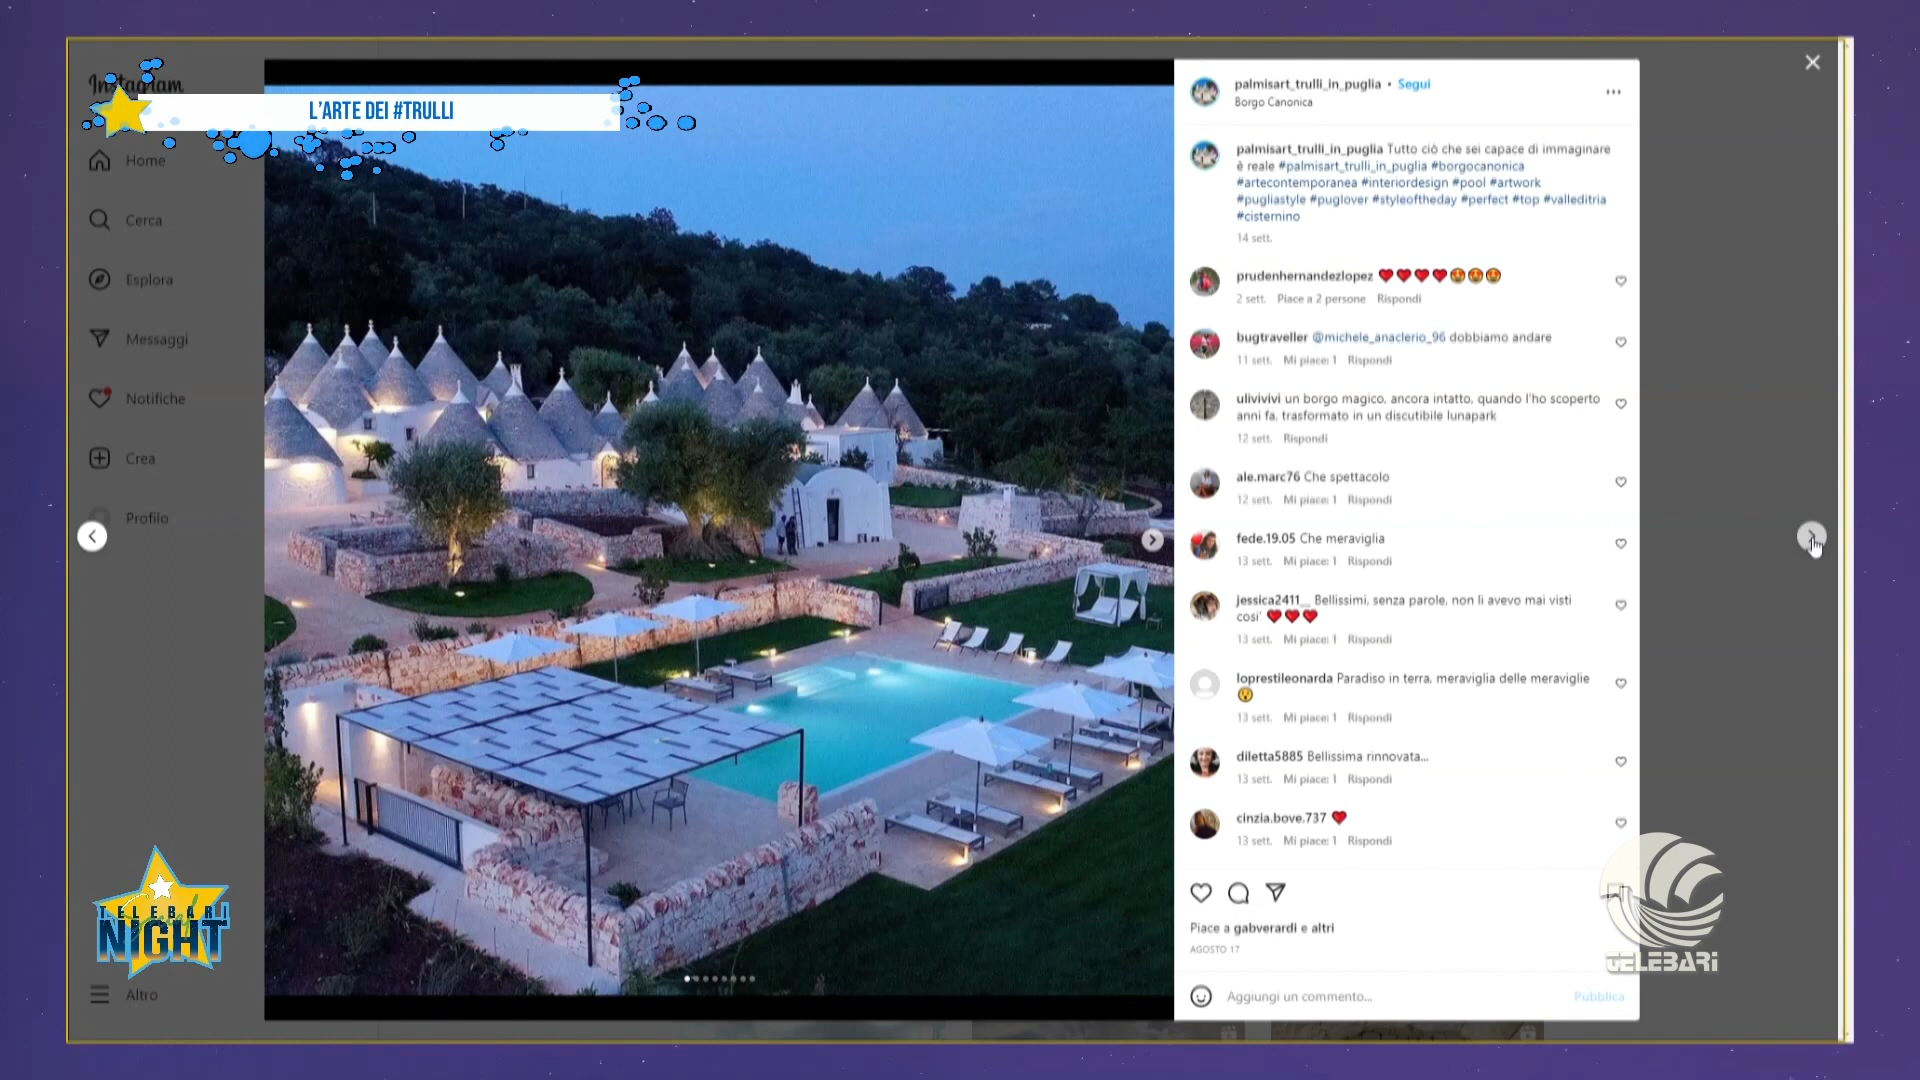 Instagram
L'ARTE DEI #TRULLI
Home
Cerca
Esplora
Messaggi
Notifiche
Crea
Profilo
Altro
TELEBARI
NIGHT
palmisart_trulli_in_puglia • Segui
Borgo Canonica
palmisart_trulli_in_puglia Tutto ciò che sei capace di immaginare
è reale #palmisart_trulli_in_puglia #borgocanonica
#artecontemporanea #interiordesign #pool #artwork
#pugliastyle #puglover #styleoftheday #perfect #top #valleditria
#cisternino
14 sett.
prudenhernandezlopez ❤❤❤❤🤩🤩🤩
2 sett. Piace a 2 persone Rispondi
bugtraveller @michele_anaclerio_96 dobbiamo andare
11 sett. Mi piace: 1 Rispondi
ulivivivi un borgo magico, ancora intatto, quando l'ho scoperto
anni fa, trasformato in un discutibile lunapark
12 sett. Rispondi
ale.marc76 Che spettacolo
12 sett. Mi piace: 1 Rispondi
fede.19.05 Che meraviglia
13 sett. Mi piace: 1 Rispondi
jessica2411__ Bellissimi, senza parole, non li avevo mai visti
cosi' ❤❤❤
13 sett. Mi piace: 1 Rispondi
loprestileonarda Paradiso in terra, meraviglia delle meraviglie
😮
13 sett. Mi piace: 1 Rispondi
diletta5885 Bellissima rinnovata...
13 sett. Mi piace: 1 Rispondi
cinzia.bove.737 ❤
13 sett. Mi piace: 1 Rispondi
Piace a gabverardi e altri
AGOSTO 17
Aggiungi un commento...
Pubblica
TELEBARI